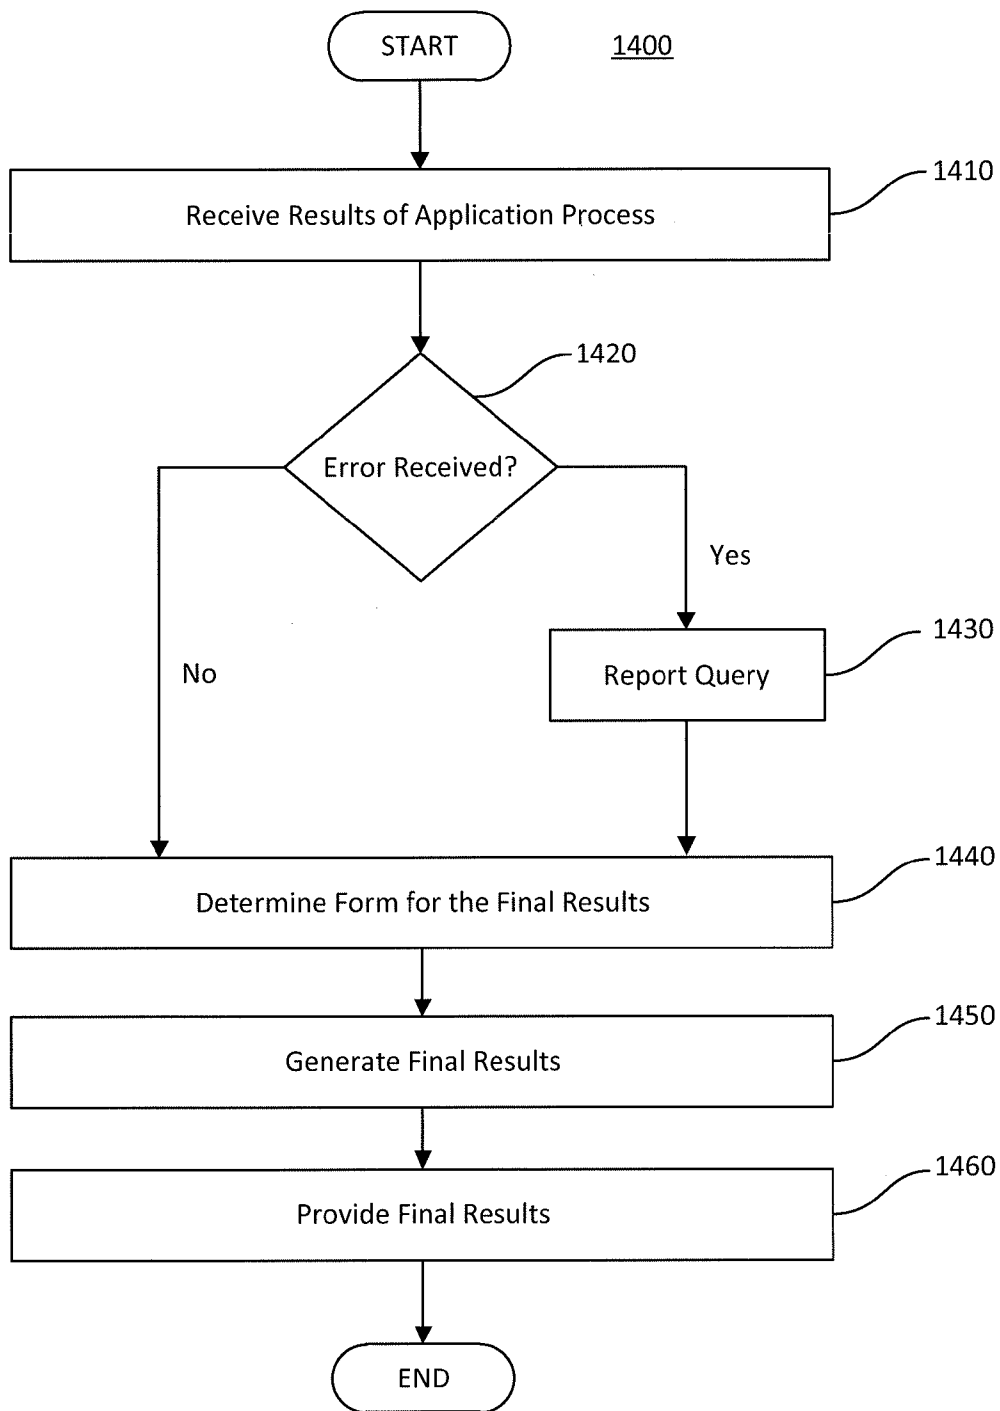 START
1400
1410
Receive Results of Application Process
1420
Error Received?
Yes
1430
No
Report Query
1440
Determine Form for the Final Results
1450
Generate Final Results
1460
Provide Final Results
END